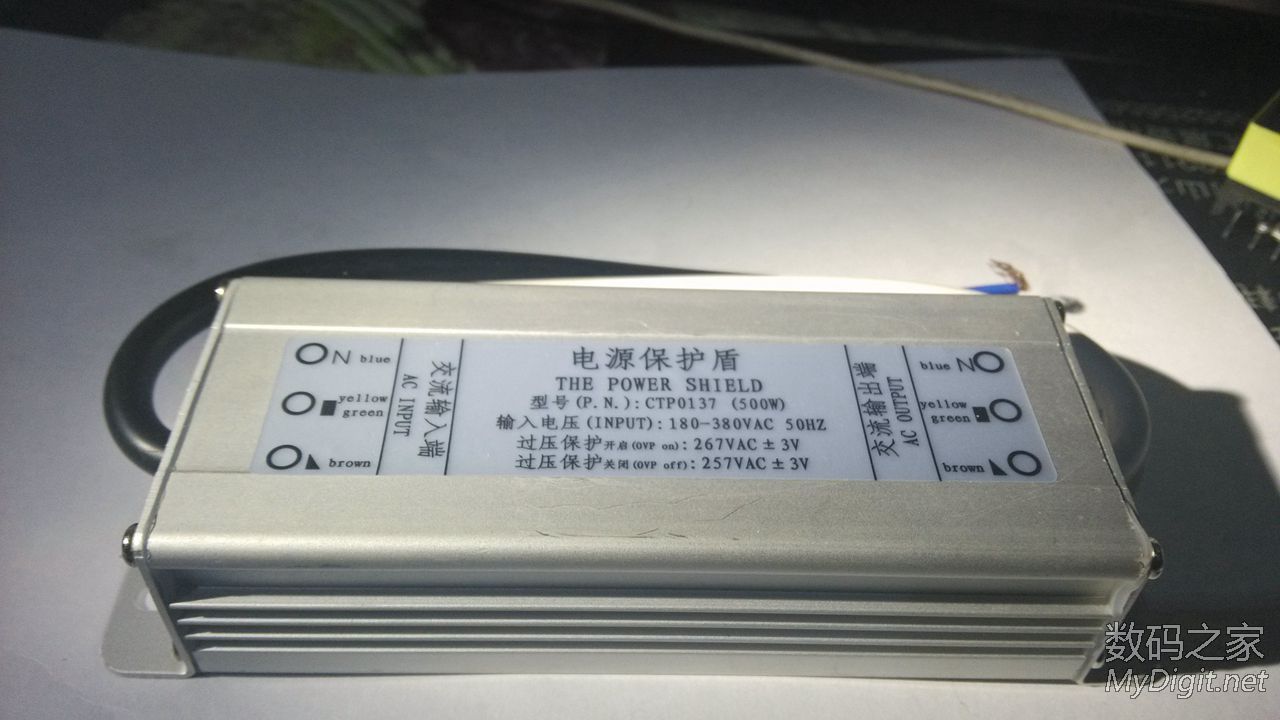 N blue
yellow
green
brown
交流输入端
AC INPUT
电源保护盾
THE POWER SHIELD
型号(P.N.):CTP0137 (500W)
输入电压(INPUT):180-380VAC 50HZ
过压保护开启(OVP on):267VAC±3V
过压保护关闭(OVP off):257VAC±3V
交流输出端
AC OUTPUT
blue N
yellow
green
brown
数码之家
MyDigit.net